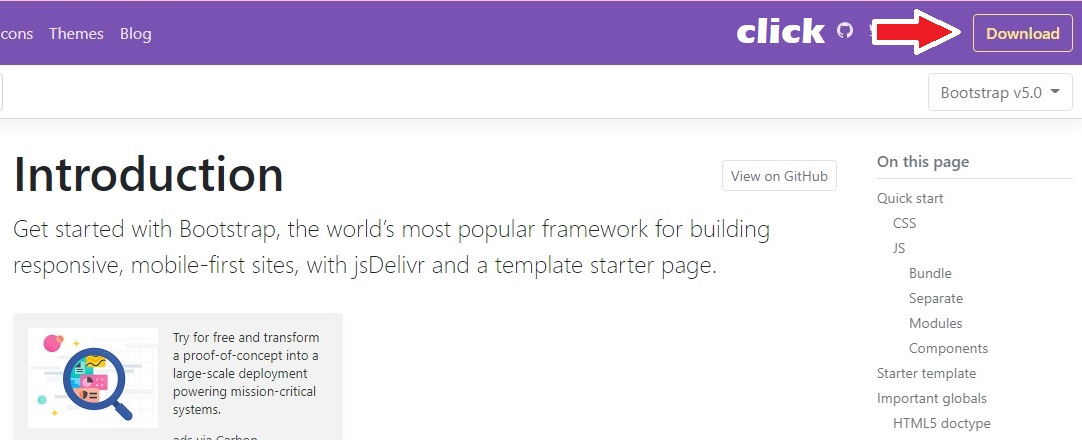 cons Themes Blog click Download
Bootstrap v5.0
Introduction
View on GitHub
Get started with Bootstrap, the world's most popular framework for building
responsive, mobile-first sites, with jsDelivr and a template starter page.
Try for free and transform
a proof-of-concept into a
large-scale deployment
powering mission-critical
systems.
ads via Carbon
On this page
Quick start
CSS
JS
Bundle
Separate
Modules
Components
Starter template
Important globals
HTML5 doctype